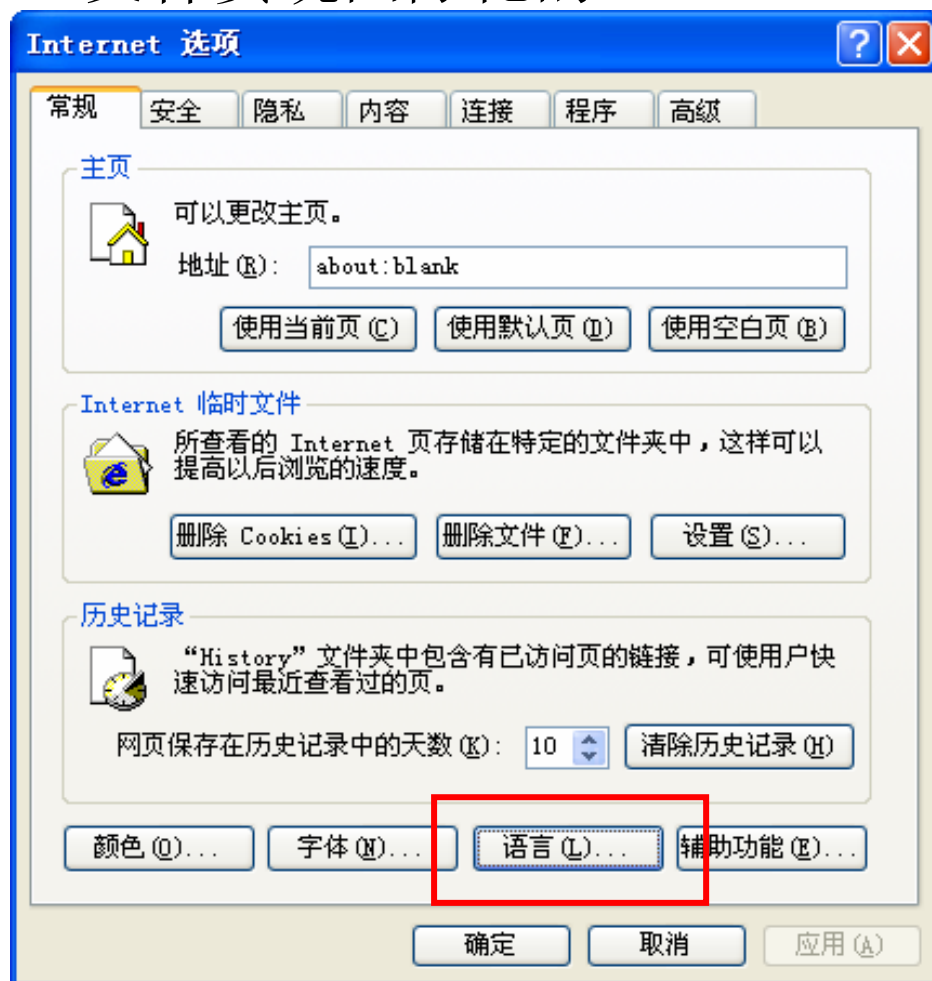 Internet 选项
常规 安全 隐私 内容 连接 程序 高级
主页
可以更改主页。
地址(R): about:blank
使用当前页(C) 使用默认页(D) 使用空白页(B)
Internet 临时文件
所查看的 Internet 页存储在特定的文件夹中，这样可以
提高以后浏览的速度。
删除 Cookies(I)... 删除文件(F)... 设置(S)...
历史记录
“History”文件夹中包含有已访问页的链接，可使用户快
速访问最近查看过的页。
网页保存在历史记录中的天数(K): 10 清除历史记录(H)
颜色(O)... 字体(N)... 语言(L)... 辅助功能(E)...
确定 取消 应用(A)